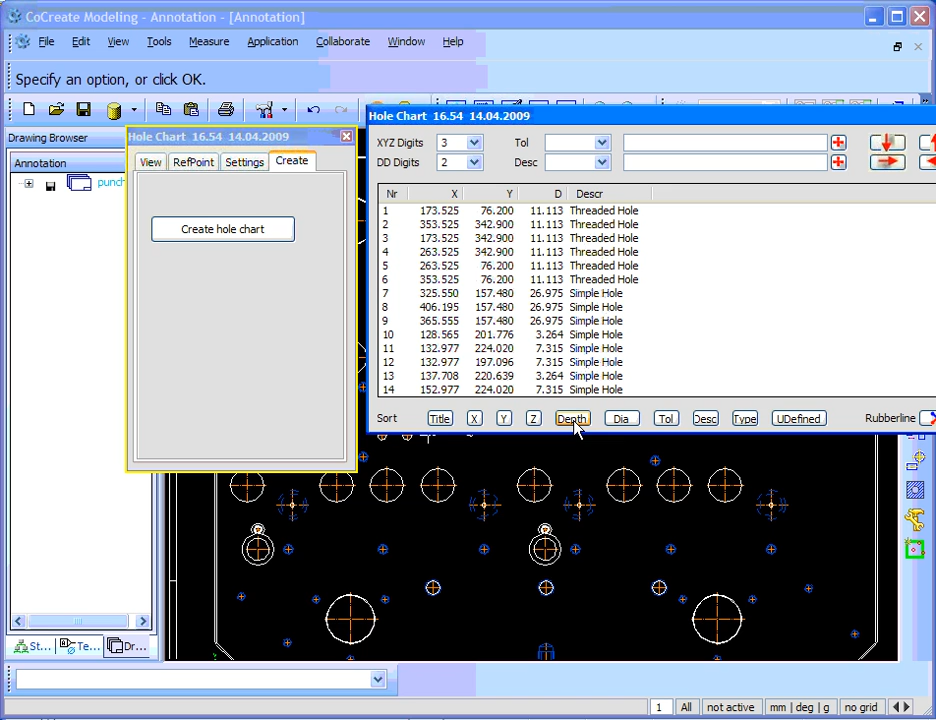 CoCreate Modeling - Annotation - [Annotation]
File Edit View Tools Measure Application Collaborate Window Help
Specify an option, or click OK.
Drawing Browser
Annotation
punch
Hole Chart 16.54 14.04.2009
View RefPoint Settings Create
Create hole chart
Hole Chart 16.54 14.04.2009
XYZ Digits 3 Tol
DD Digits 2 Desc
Nr X Y D Descr
1 173.525 76.200 11.113 Threaded Hole
2 353.525 342.900 11.113 Threaded Hole
3 173.525 342.900 11.113 Threaded Hole
4 263.525 342.900 11.113 Threaded Hole
5 263.525 76.200 11.113 Threaded Hole
6 353.525 76.200 11.113 Threaded Hole
7 325.550 157.480 26.975 Simple Hole
8 406.195 157.480 26.975 Simple Hole
9 365.555 157.480 26.975 Simple Hole
10 128.565 201.776 3.264 Simple Hole
11 132.977 224.020 7.315 Simple Hole
12 132.977 197.096 7.315 Simple Hole
13 137.708 220.639 3.264 Simple Hole
14 152.977 224.020 7.315 Simple Hole
Sort Title X Y Z Depth Dia Tol Desc Type UDefined Rubberline
St... Te... Dr...
1 All not active mm | deg | g no grid